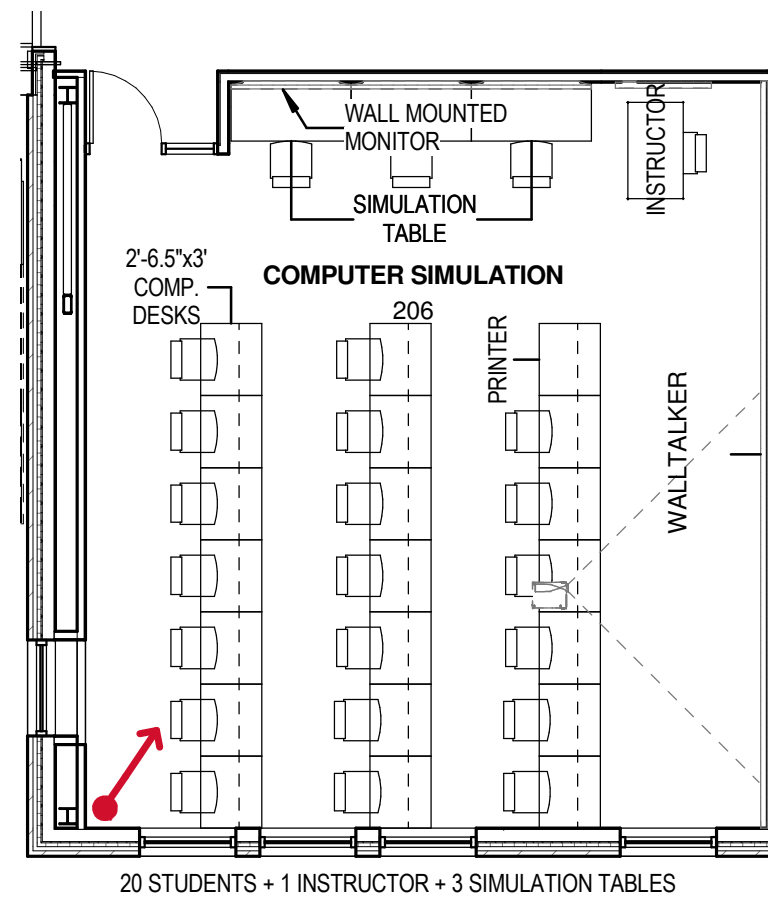 WALL MOUNTED
MONITOR
INSTRUCTOR
SIMULATION
TABLE
2'-6.5"x3'
COMP.
DESKS
COMPUTER SIMULATION
206
PRINTER
WALLTALKER
20 STUDENTS + 1 INSTRUCTOR + 3 SIMULATION TABLES